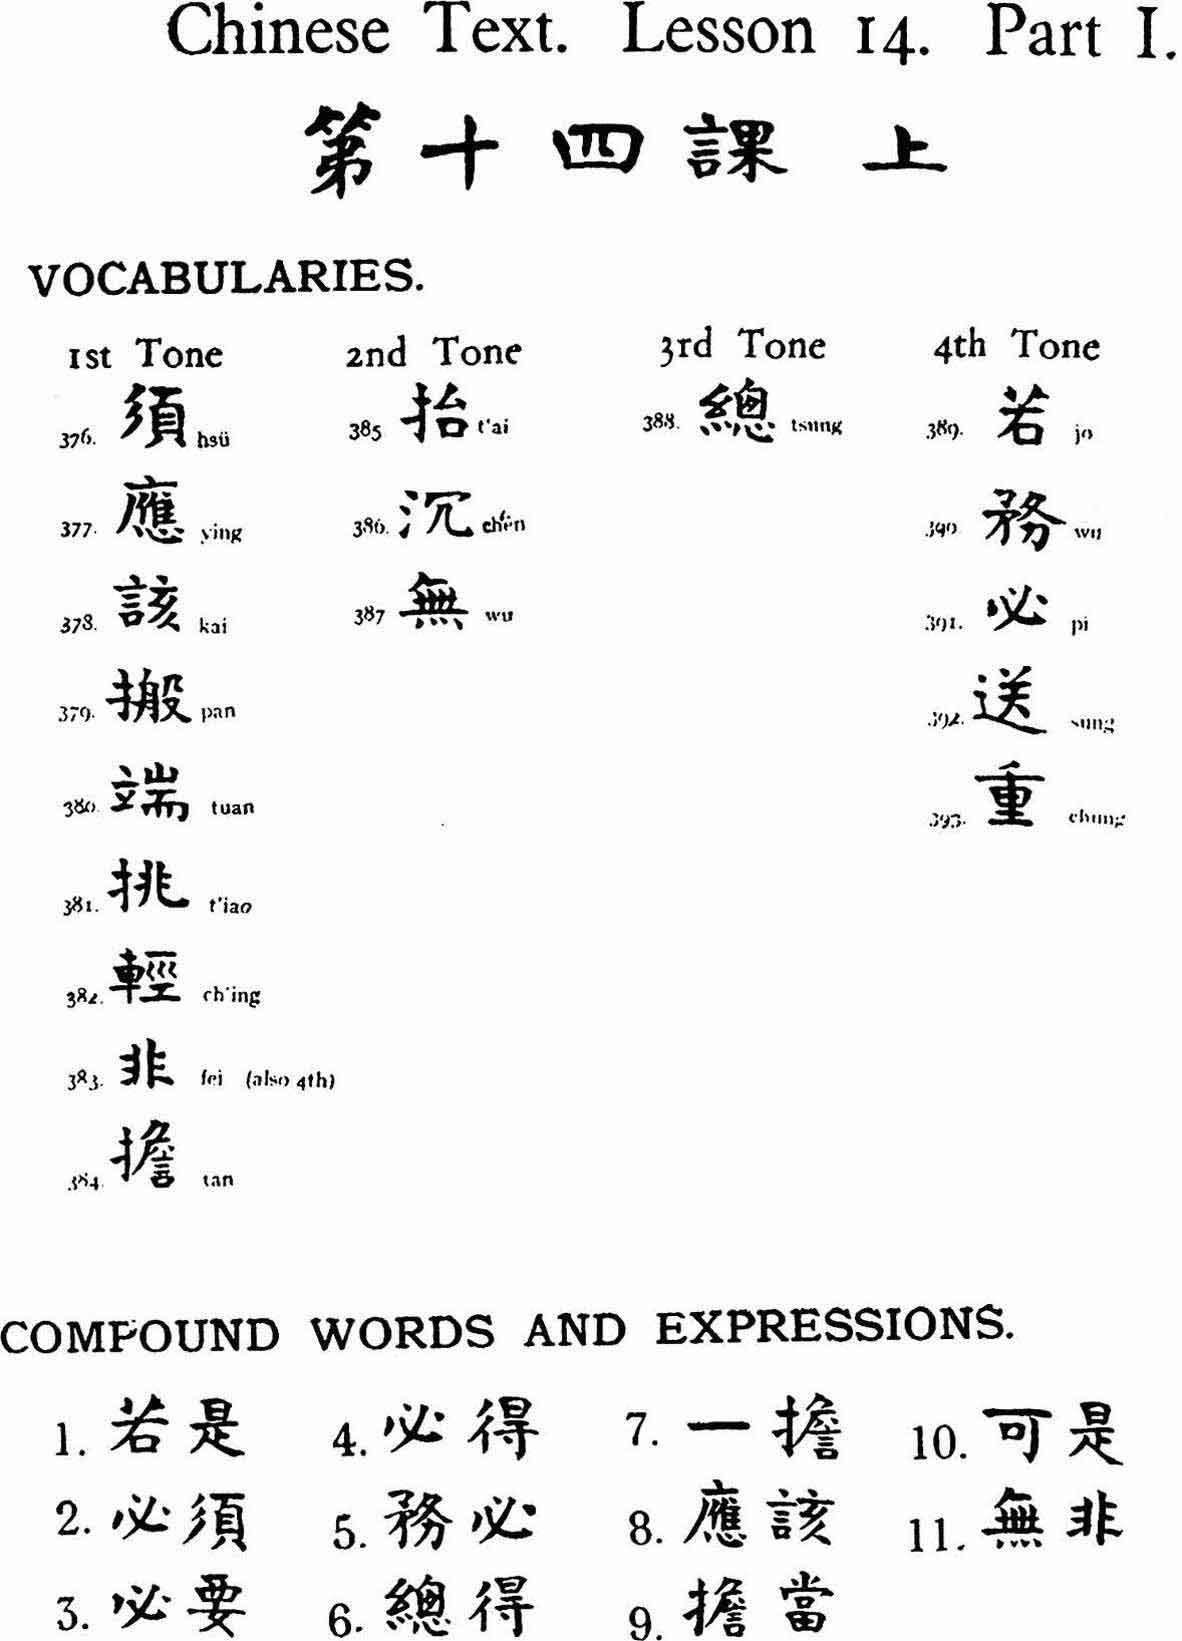 Chinese Text. Lesson 14. Part I.
第十四課 上
VOCABULARIES.
1st Tone 2nd Tone 3rd Tone 4th Tone
376. 須 hsü 385 抬 t'ai 388. 總 tsung 389. 若 jo
377. 應 ying 386. 沉 ch'ên 390 務 wu
378. 該 kai 387 無 wu 391. 必 pi
379. 搬 pan 392. 送 sung
380. 端 tuan 393. 重 chung
381. 挑 t'iao
382. 輕 ch'ing
383. 非 fei (also 4th)
384. 擔 tan
COMPOUND WORDS AND EXPRESSIONS.
1. 若是 4. 必得 7. 一擔 10. 可是
2. 必須 5. 務必 8. 應該 11. 無非
3. 必要 6. 總得 9. 擔當